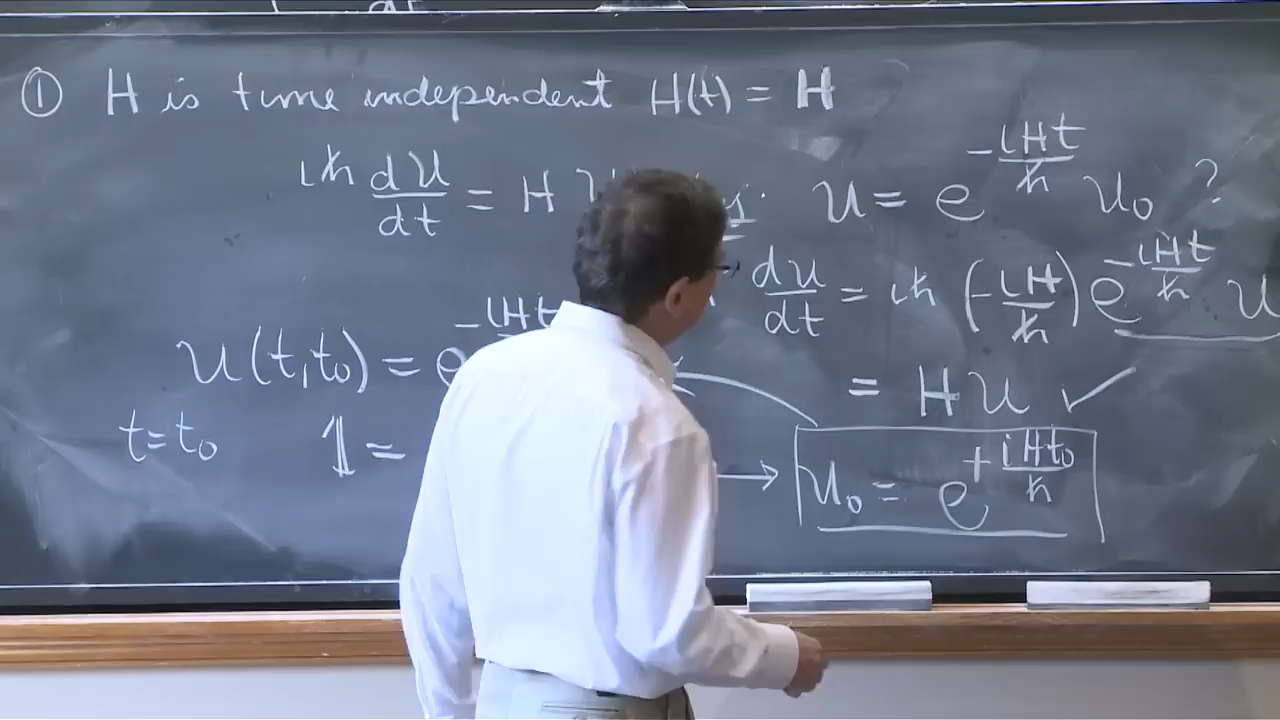 ① H is time independent H(t) = H
iħ dU/dt = H U
U = e^{-iHt/ħ} U₀ ?
dU/dt = iħ (-iH/ħ) e^{-iHt/ħ} U
= H U ✓
U(t,t₀) = e^{-iHt
t=t₀ 𝟙 =
→ U₀ = e^{+iHt₀/ħ}